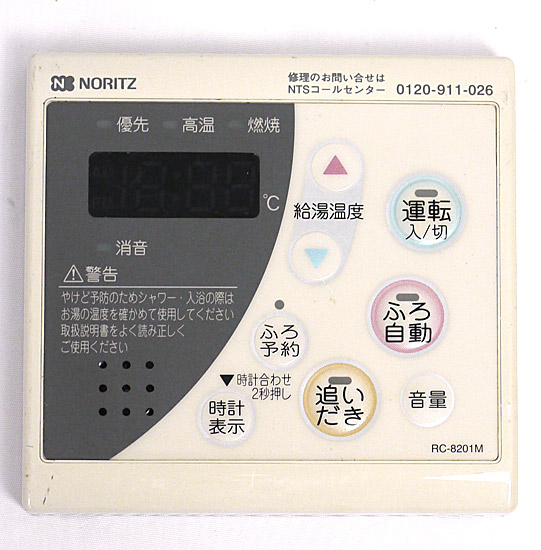 NORITZ
修理のお問い合せは
NTSコールセンター 0120-911-026
優先 高温 燃焼
℃
給湯温度
運転
入/切
消音
⚠警告
やけど予防のためシャワー・入浴の際は
お湯の温度を確かめて使用してください
取扱説明書をよく読み正しく
ご使用ください
ふろ
自動
ふろ
予約
▼時計合わせ
2秒押し
時計
表示
追い
だき
音量
RC-8201M